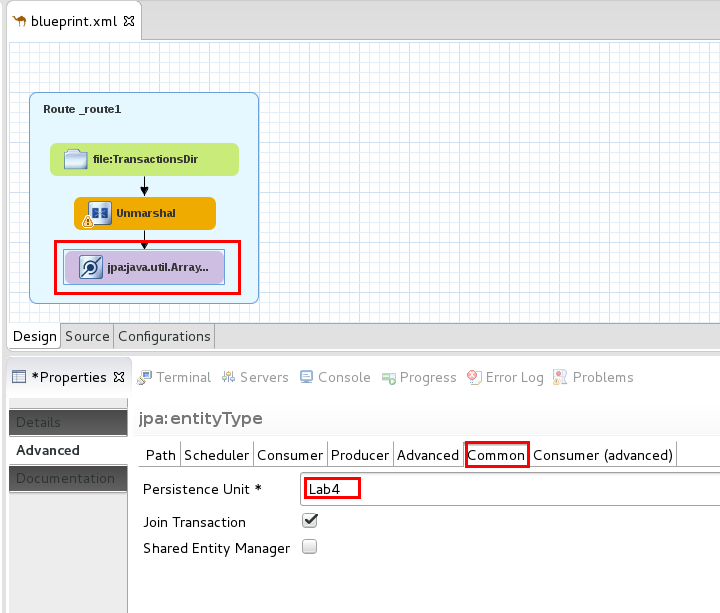 blueprint.xml
Route _route1
file:TransactionsDir
Unmarshal
jpa:java.util.Array...
Design Source Configurations
*Properties Terminal Servers Console Progress Error Log Problems
Details
Advanced
Documentation
jpa:entityType
Path Scheduler Consumer Producer Advanced Common Consumer (advanced)
Persistence Unit * Lab4
Join Transaction
Shared Entity Manager